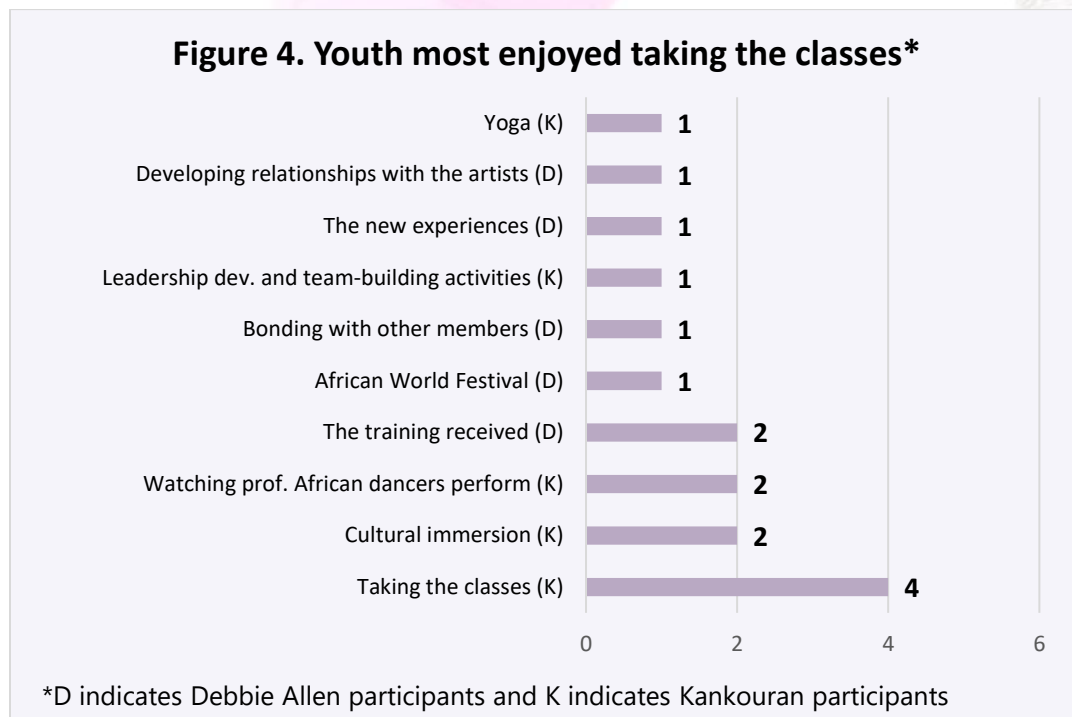 Figure 4. Youth most enjoyed taking the classes*
Yoga (K) 1
Developing relationships with the artists (D) 1
The new experiences (D) 1
Leadership dev. and team-building activities (K) 1
Bonding with other members (D) 1
African World Festival (D) 1
The training received (D) 2
Watching prof. African dancers perform (K) 2
Cultural immersion (K) 2
Taking the classes (K) 4
0 2 4 6
*D indicates Debbie Allen participants and K indicates Kankouran participants